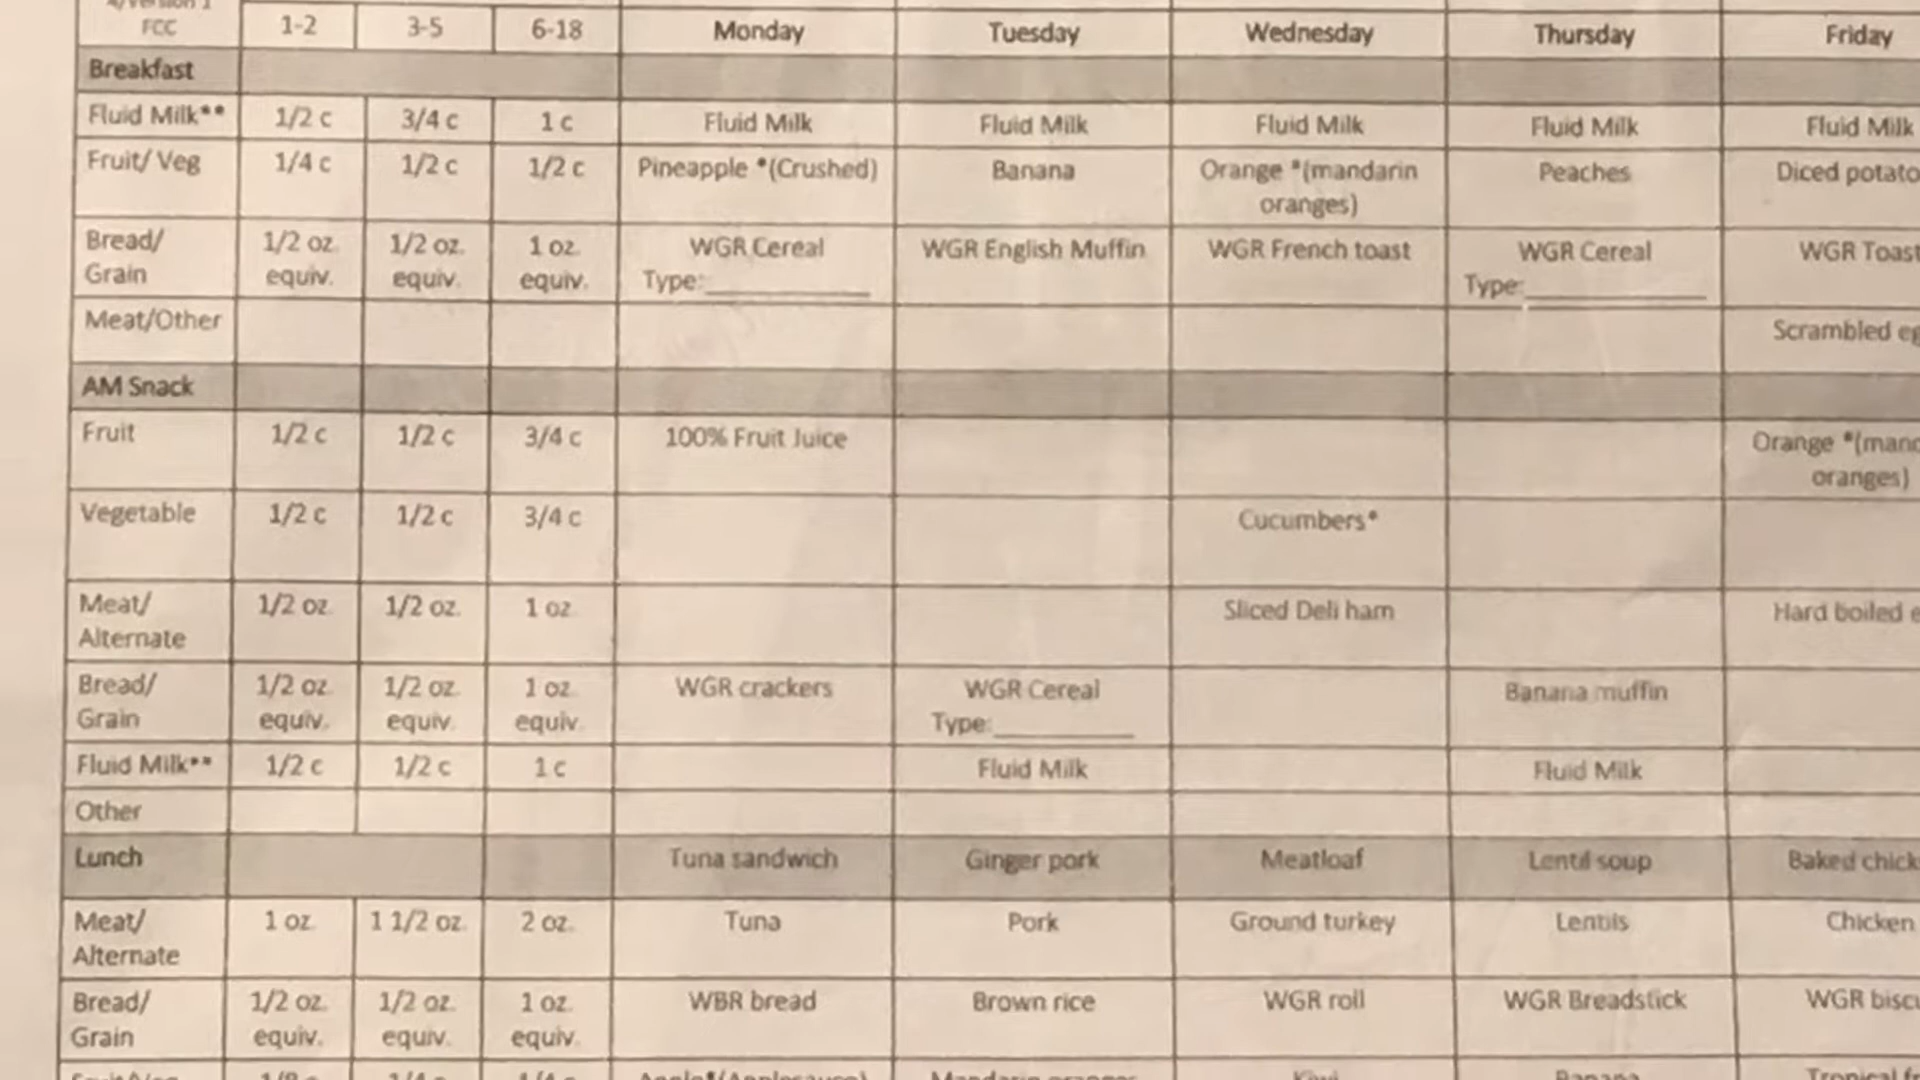 FCC 1-2 3-5 6-18 Monday Tuesday Wednesday Thursday Friday
Breakfast
Fluid Milk** 1/2 c 3/4 c 1 c Fluid Milk Fluid Milk Fluid Milk Fluid Milk Fluid Milk
Fruit/ Veg 1/4 c 1/2 c 1/2 c Pineapple *(Crushed) Banana Orange *(mandarin Peaches Diced
oranges)
Bread/ 1/2 oz. 1/2 oz. 1 oz. WGR Cereal WGR English Muffin WGR French toast WGR Cereal WGR Toast
Grain equiv. equiv. equiv. Type:__________ Type:__________
Meat/Other Scrambled
AM Snack
Fruit 1/2 c 1/2 c 3/4 c 100% Fruit Juice Orange
oranges)
Vegetable 1/2 c 1/2 c 3/4 c Cucumbers*
Meat/ 1/2 oz. 1/2 oz. 1 oz Sliced Deli ham Hard boiled
Alternate
Bread/ 1/2 oz. 1/2 oz. 1 oz WGR crackers WGR Cereal Banana muffin
Grain equiv. equiv. equiv. Type:__________
Fluid Milk** 1/2 c 1/2 c 1 c Fluid Milk Fluid Milk
Other
Lunch Tuna sandwich Ginger pork Meatloaf Lentil soup Baked
Meat/ 1 oz. 1 1/2 oz. 2 oz. Tuna Pork Ground turkey Lentils Chicken
Alternate
Bread/ 1/2 oz. 1/2 oz. 1 oz. WBR bread Brown rice WGR roll WGR Breadstick WGR
Grain equiv. equiv. equiv.